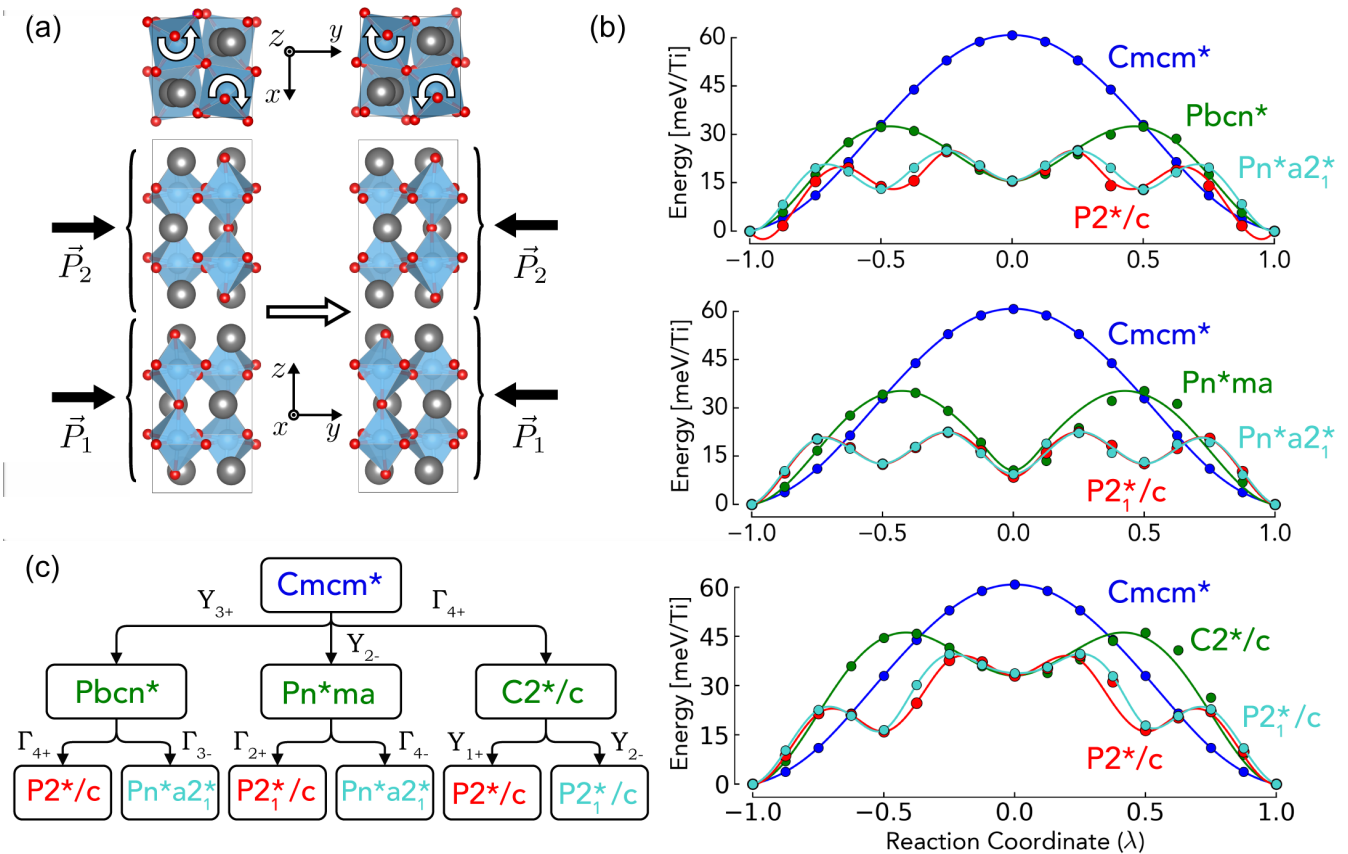 (a)
z
y
x
P⃗₂
P⃗₂
P⃗₁
z
x
y
P⃗₁
(b)
60
45
30
15
0
Energy [meV/Ti]
Cmcm*
Pbcn*
Pn*a2₁*
P2*/c
−1.0 −0.5 0.0 0.5 1.0
60
45
30
15
0
Energy [meV/Ti]
Cmcm*
Pn*ma
Pn*a2₁*
P2₁*/c
−1.0 −0.5 0.0 0.5 1.0
60
45
30
15
0
Energy [meV/Ti]
Cmcm*
C2*/c
P2₁*/c
P2*/c
−1.0 −0.5 0.0 0.5 1.0
Reaction Coordinate (λ)
(c)
Cmcm*
Y₃₊ Y₂₋ Γ₄₊
Pbcn* Pn*ma C2*/c
Γ₄₊ Γ₃₋ Γ₂₊ Γ₄₋ Y₁₊ Y₂₋
P2*/c Pn*a2₁* P2₁*/c Pn*a2₁* P2*/c P2₁*/c